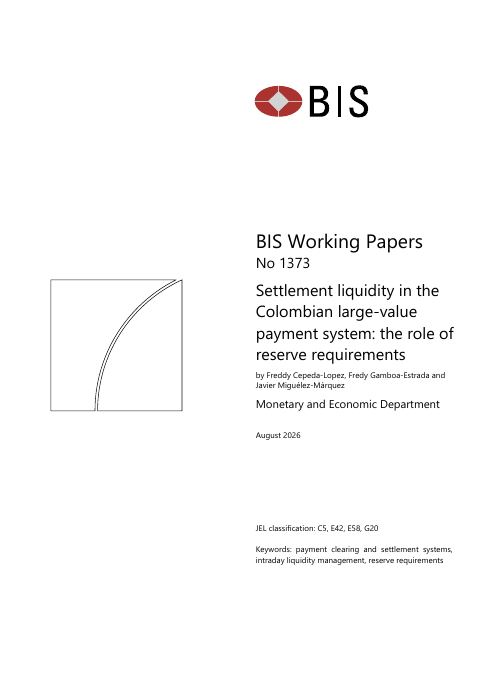 BIS
BIS Working Papers
No 1373
Settlement liquidity in the
Colombian large-value
payment system: the role of
reserve requirements
by Freddy Cepeda-Lopez, Fredy Gamboa-Estrada and
Javier Miguélez-Márquez
Monetary and Economic Department
August 2026
JEL classification: C5, E42, E58, G20
Keywords: payment clearing and settlement systems,
intraday liquidity management, reserve requirements